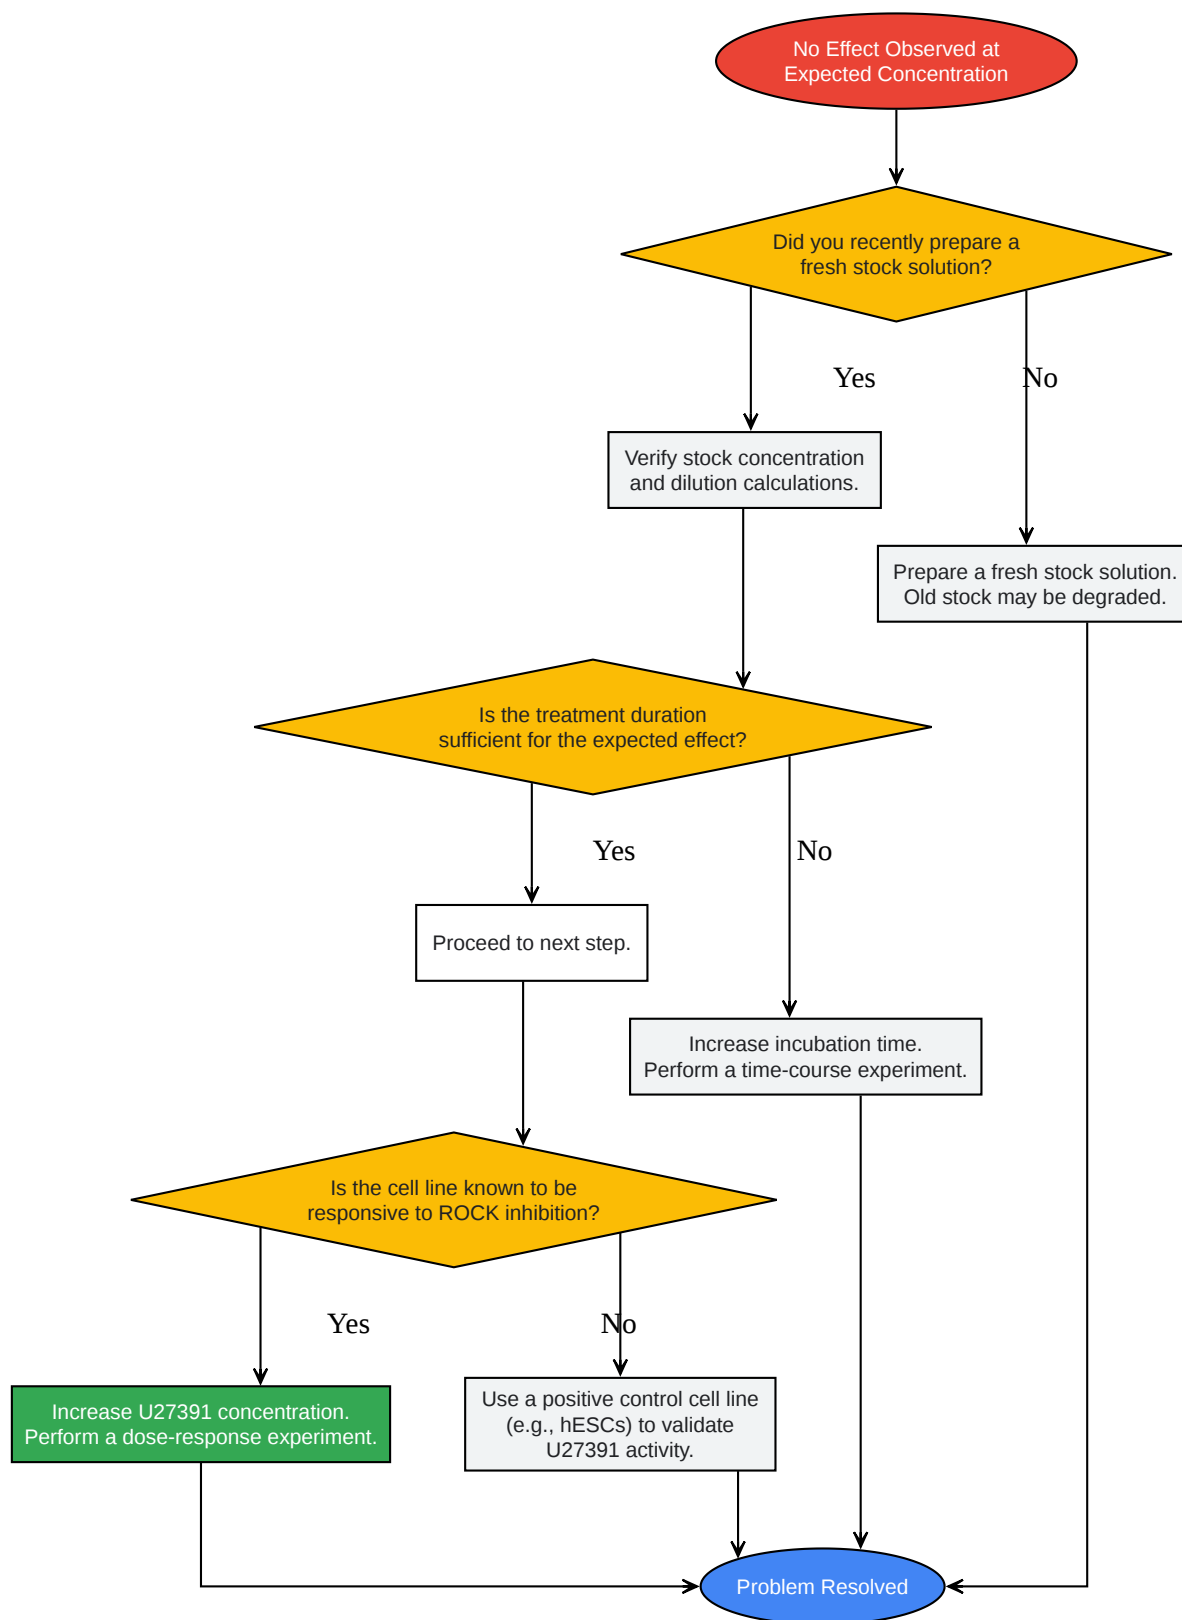 No Effect Observed at
Expected Concentration
Did you recently prepare a
fresh stock solution?
Yes
No
Verify stock concentration
and dilution calculations.
Prepare a fresh stock solution.
Old stock may be degraded.
Is the treatment duration
sufficient for the expected effect?
Yes
No
Proceed to next step.
Increase incubation time.
Perform a time-course experiment.
Is the cell line known to be
responsive to ROCK inhibition?
Yes
No
Increase U27391 concentration.
Perform a dose-response experiment.
Use a positive control cell line
(e.g., hESCs) to validate
U27391 activity.
Problem Resolved